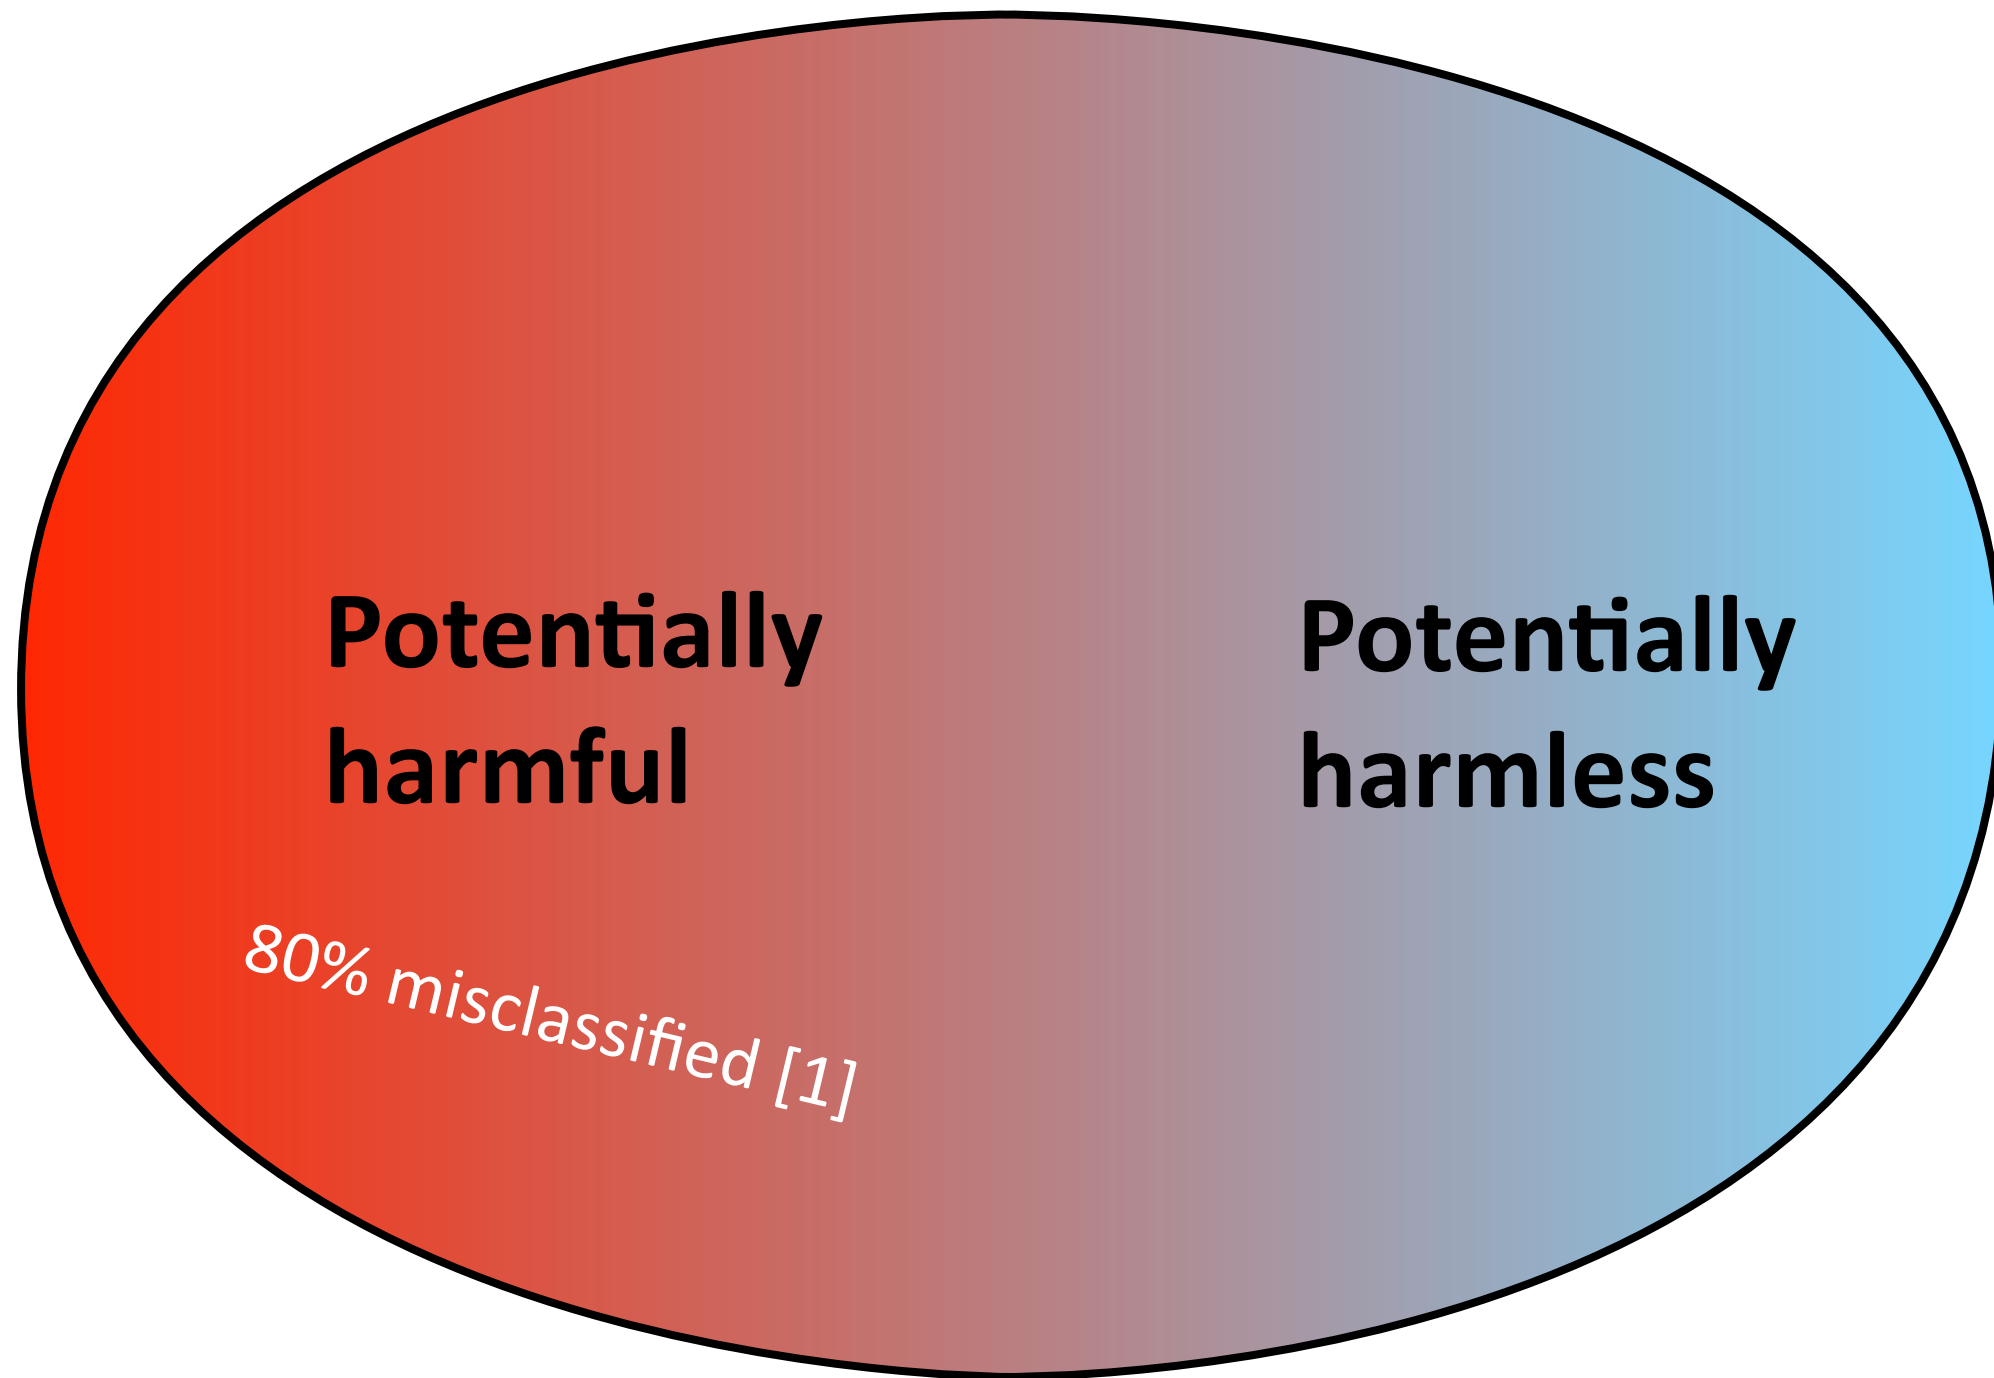 Potentially
harmful
Potentially
harmless
80% misclassified [1]